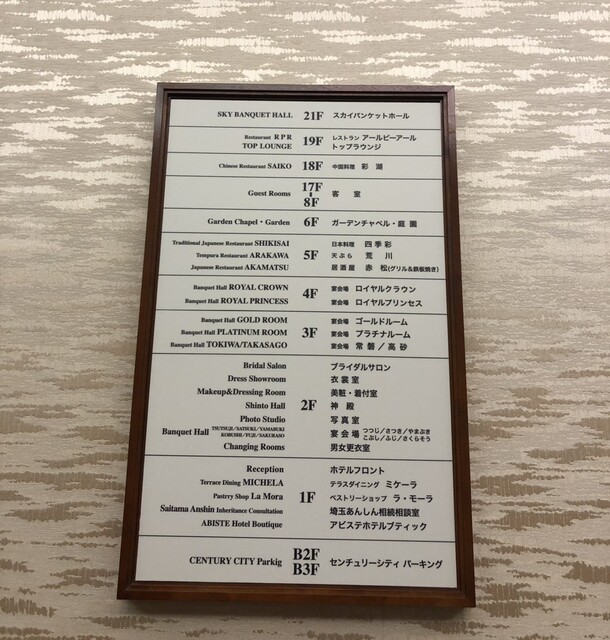 SKY BANQUET HALL 21F スカイバンケットホール
Restaurant R P R 19F レストラン アールピーアール
TOP LOUNGE トップラウンジ
Chinese Restaurant SAIKO 18F 中国料理 彩 湖
Guest Rooms 17F 客 室
8F
Garden Chapel・Garden 6F ガーデンチャペル・庭 園
Traditional Japanese Restaurant SHIKISAI 日本料理 四 季 彩
Tempura Restaurant ARAKAWA 5F 天 ぷ ら 荒 川
Japanese Restaurant AKAMATSU 居 酒 屋 赤 松(グリル&鉄板焼き)
Banquet Hall ROYAL CROWN 4F 宴会場 ロイヤルクラウン
Banquet Hall ROYAL PRINCESS 宴会場 ロイヤルプリンセス
Banquet Hall GOLD ROOM 宴会場 ゴールドルーム
Banquet Hall PLATINUM ROOM 3F 宴会場 プラチナルーム
Banquet Hall TOKIWA/TAKASAGO 宴会場 常 磐 / 高 砂
Bridal Salon ブライダルサロン
Dress Showroom 衣 裳 室
Makeup&Dressing Room 美粧・着付室
Shinto Hall 2F 神 殿
Photo Studio 写 真 室
Banquet Hall TSUTSUJI/SATSUKI/YAMABUKI KOBUSHI/FUJI/SAKURASO 宴 会 場 つつじ/さつき/やまぶき こぶし/ふじ/さくらそう
Changing Rooms 男女更衣室
Reception ホテルフロント
Terrace Dining MICHELA テラスダイニング ミケーラ
Pastrry Shop La Mora 1F ペストリーショップ ラ・モーラ
Saitama Anshin Inheritance Consultation 埼玉あんしん相続相談室
ABISTE Hotel Boutique アビステホテルブティック
CENTURY CITY Parkig B2F センチュリーシティ パーキング
B3F